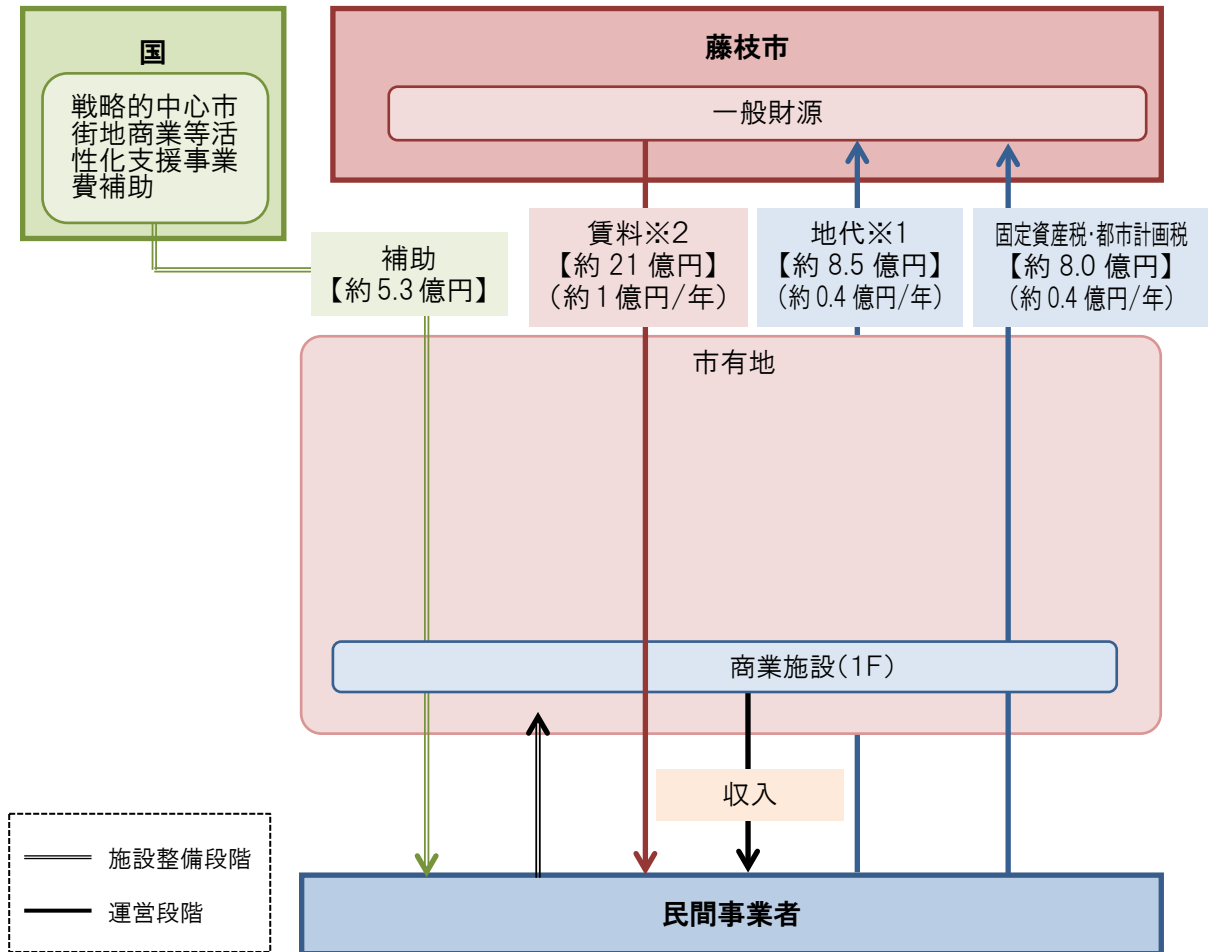 国
戦略的中心市
街地商業等活
性化支援事業
費補助
藤枝市
一般財源
補助
【約5.3億円】
賃料※2
【約21億円】
(約1億円/年)
地代※1
【約8.5億円】
(約0.4億円/年)
固定資産税・都市計画税
【約8.0億円】
(約0.4億円/年)
市有地
商業施設(1F)
収入
施設整備段階
運営段階
民間事業者